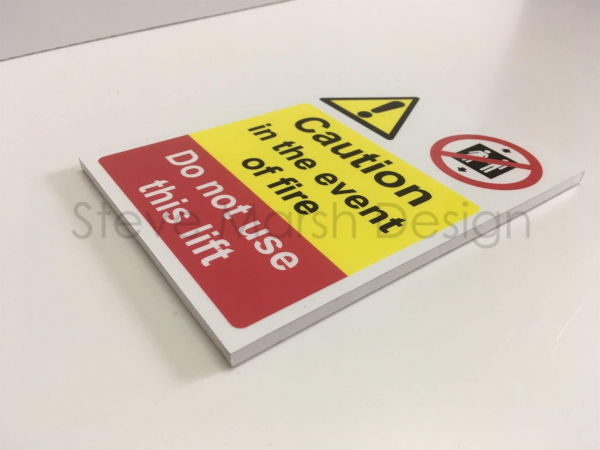 Caution
in the event
of fire
Do not use
this lift
Steve Marsh Design